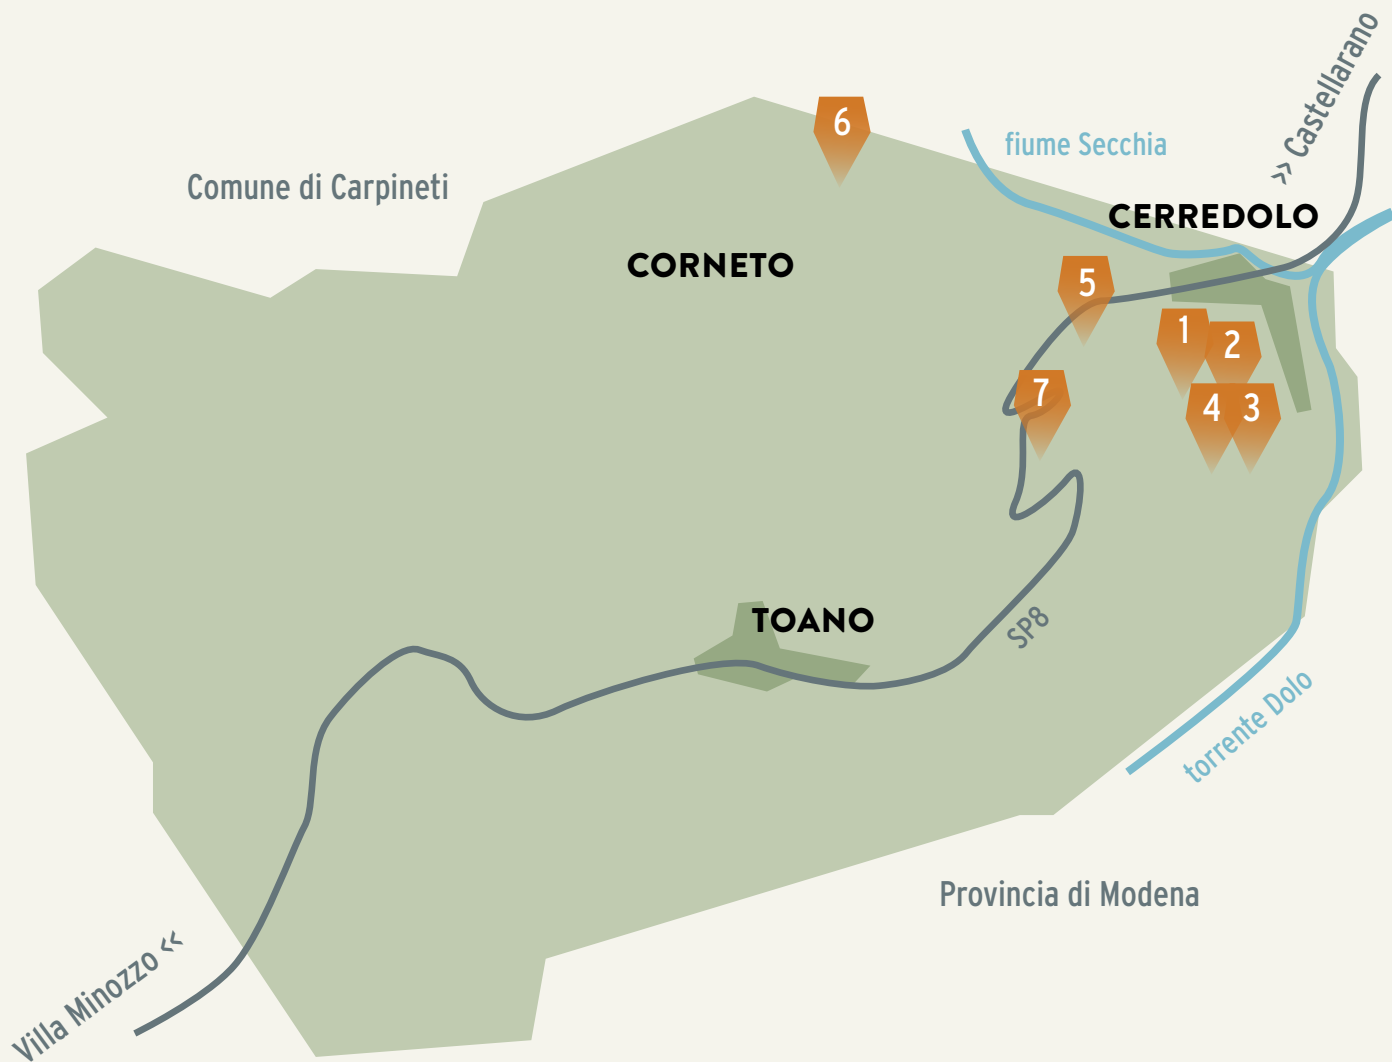 >> Castellarano
6
fiume Secchia
Comune di Carpineti
CERREDOLO
CORNETO
5
1
2
7
4
3
TOANO
SP8
torrente Dolo
Provincia di Modena
Villa Minozzo <<